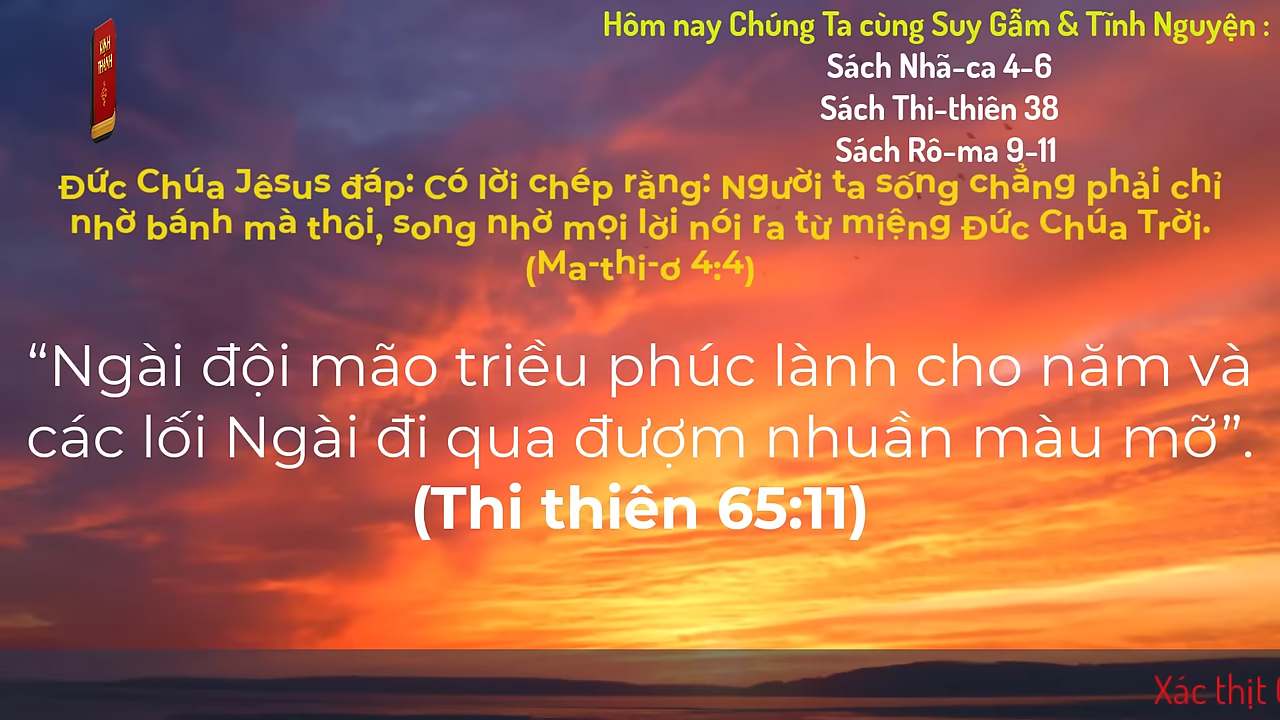 KINH
THÁNH
Hôm nay Chúng Ta cùng Suy Gẫm & Tĩnh Nguyện :
Sách Nhã-ca 4-6
Sách Thi-thiên 38
Sách Rô-ma 9-11
Đức Chúa Jêsus đáp: Có lời chép rằng: Người ta sống chẳng phải chỉ
nhờ bánh mà thôi, song nhờ mọi lời nói ra từ miệng Đức Chúa Trời.
(Ma-thi-ơ 4:4)
“Ngài đội mão triều phúc lành cho năm và
các lối Ngài đi qua đượm nhuần màu mỡ”.
(Thi thiên 65:11)
Xác thịt